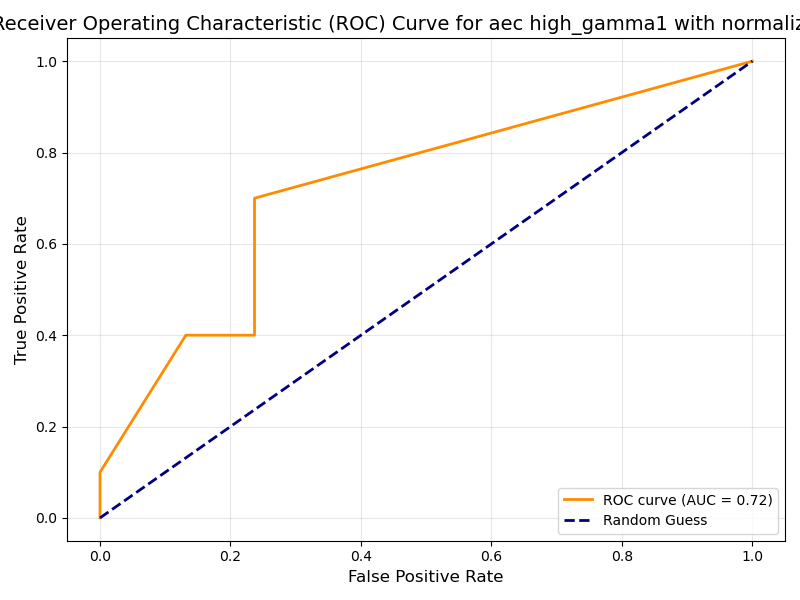 Receiver Operating Characteristic (ROC) Curve for aec high_gamma1 with
1.0
0.8
0.6
0.4
0.2
0.0
True Positive Rate
0.0 0.2 0.4 0.6 0.8 1.0
False Positive Rate
ROC curve (AUC = 0.72)
Random Guess